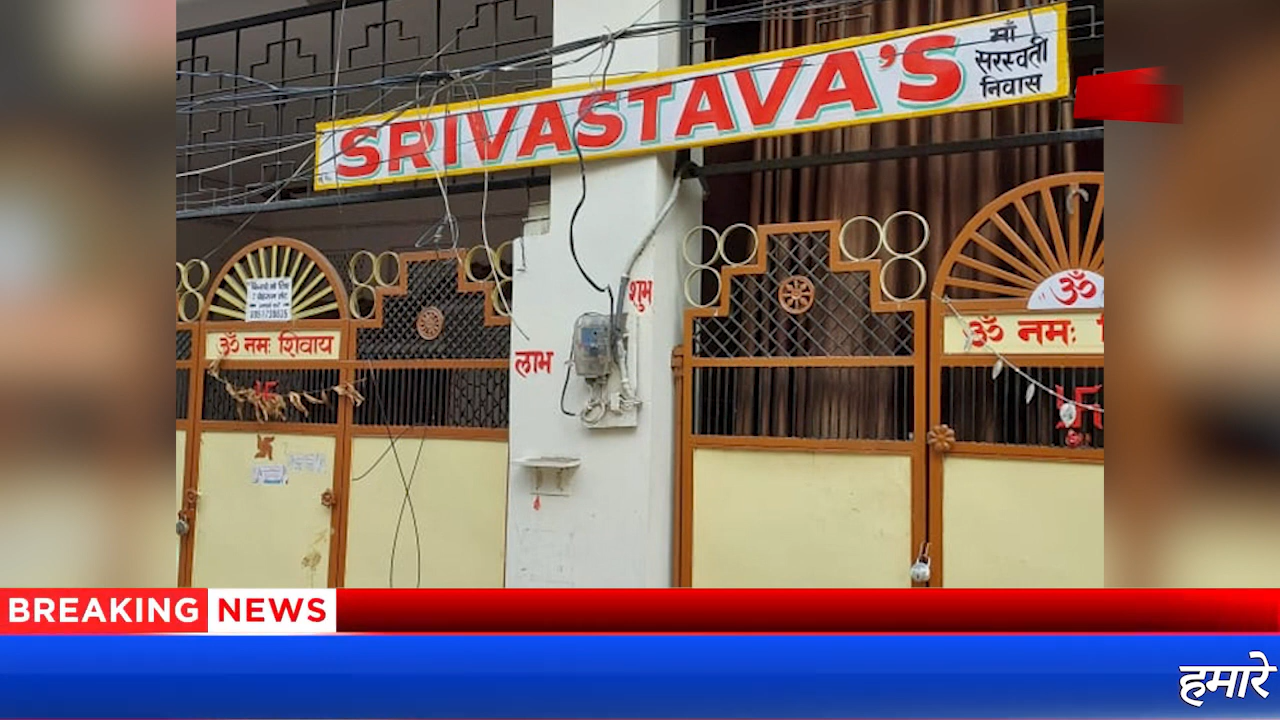 SRIVASTAVA'S
माँ
सरस्वती
निवास
शुभ
लाभ
ॐ नमः शिवाय
ॐ
ॐ नमः
BREAKING NEWS
हमारे